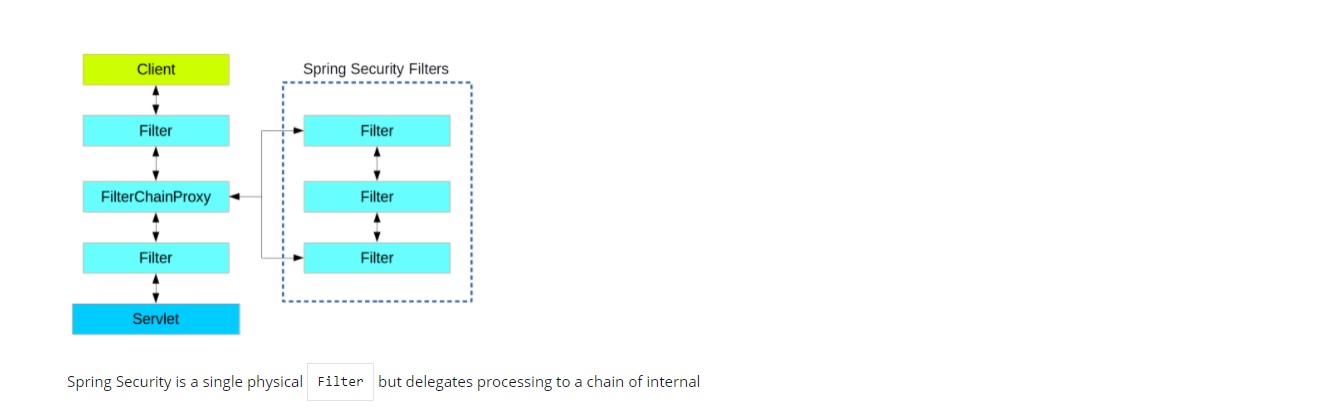 Client
Spring Security Filters
Filter
Filter
FilterChainProxy
Filter
Filter
Filter
Servlet
Spring Security is a single physical Filter but delegates processing to a chain of internal